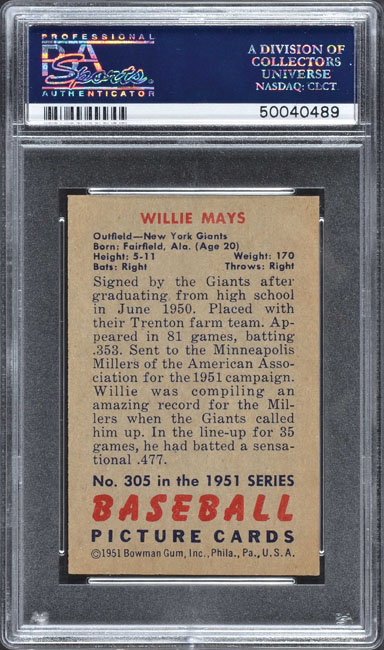 PROFESSIONAL
PSA
Sports
AUTHENTICATOR
A DIVISION OF
COLLECTORS
UNIVERSE
NASDAQ: CLCT
50040489
WILLIE MAYS
Outfield—New York Giants
Born: Fairfield, Ala. (Age 20)
Height: 5-11 Weight: 170
Bats: Right Throws: Right
Signed by the Giants after
graduating from high school
in June 1950. Placed with
their Trenton farm team. Ap-
peared in 81 games, batting
.353. Sent to the Minneapolis
Millers of the American Asso-
ciation for the 1951 campaign.
Willie was compiling an
amazing record for the Mil-
lers when the Giants called
him up. In the line-up for 35
games, he had batted a sensa-
tional .477.
No. 305 in the 1951 SERIES
BASEBALL
PICTURE CARDS
©1951 Bowman Gum, Inc., Phila., Pa., U.S.A.